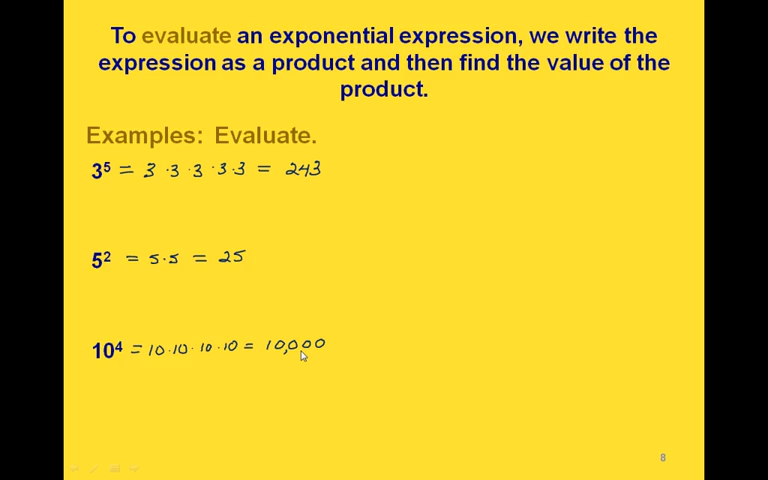 To evaluate an exponential expression, we write the
expression as a product and then find the value of the
product.
Examples: Evaluate.
3⁵ = 3 · 3 · 3 · 3 · 3 = 243
5² = 5 · 5 = 25
10⁴ = 10 · 10 · 10 · 10 = 10,000
8